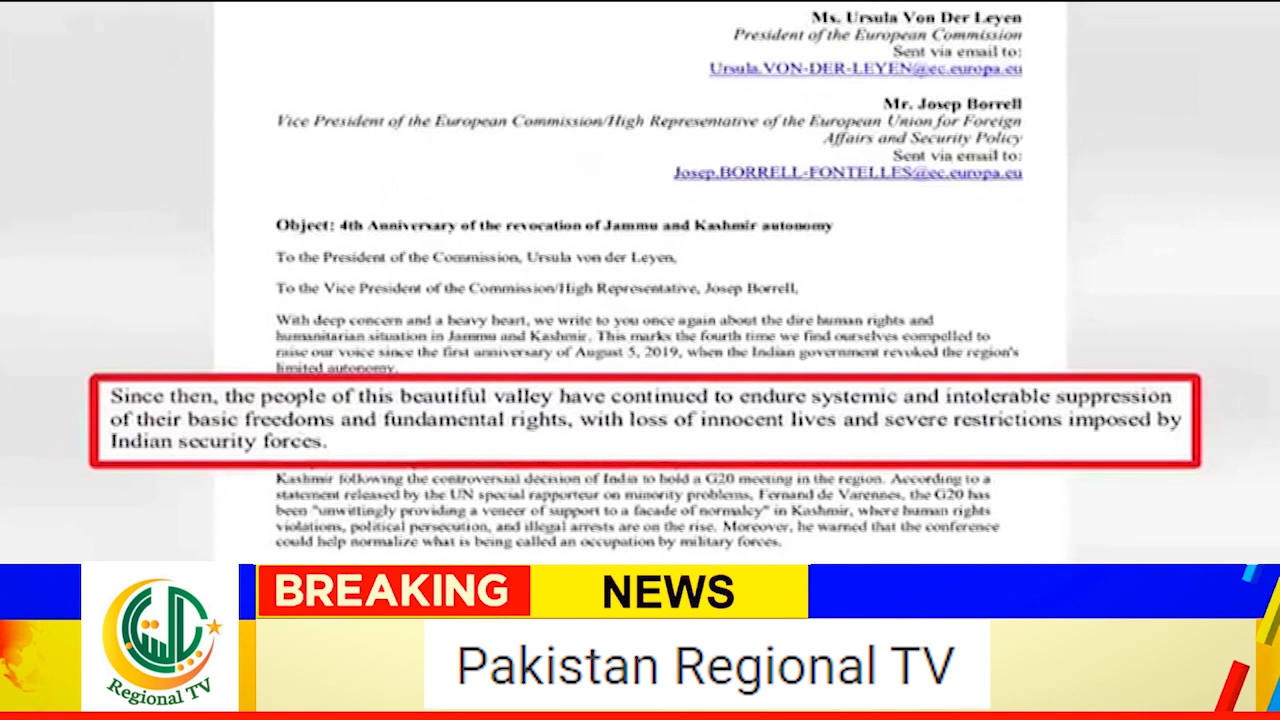 Ms. Ursula Von Der Leyen
President of the European Commission
Sent via email to:
Ursula.VON-DER-LEYEN@ec.europa.eu
Mr. Josep Borrell
Vice President of the European Commission/High Representative of the European Union for Foreign
Affairs and Security Policy
Sent via email to:
Josep.BORRELL-FONTELLES@ec.europa.eu
Object: 4th Anniversary of the revocation of Jammu and Kashmir autonomy
To the President of the Commission, Ursula von der Leyen,
To the Vice President of the Commission/High Representative, Josep Borrell,
With deep concern and a heavy heart, we write to you once again about the dire human rights and
humanitarian situation in Jammu and Kashmir. This marks the fourth time we find ourselves compelled to
raise our voice since the first anniversary of August 5, 2019, when the Indian government revoked the region's
limited autonomy.
Since then, the people of this beautiful valley have continued to endure systemic and intolerable suppression
of their basic freedoms and fundamental rights, with loss of innocent lives and severe restrictions imposed by
Indian security forces.
Kashmir following the controversial decision of India to hold a G20 meeting in the region. According to a
statement released by the UN special rapporteur on minority problems, Fernand de Varennes, the G20 has
been "unwittingly providing a veneer of support to a facade of normalcy" in Kashmir, where human rights
violations, political persecution, and illegal arrests are on the rise. Moreover, he warned that the conference
could help normalize what is being called an occupation by military forces.
BREAKING NEWS
Regional TV
Pakistan Regional TV